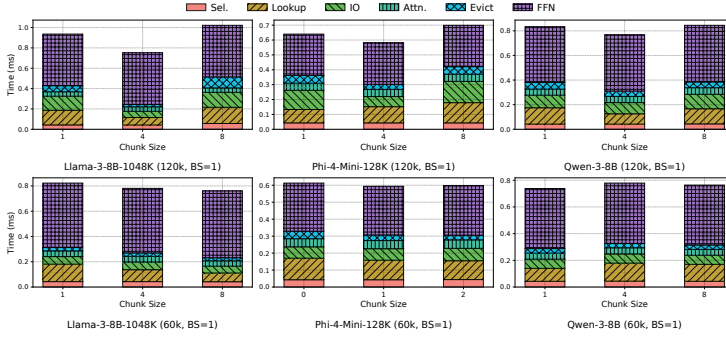 Sel. Lookup IO Attn. Evict FFN
Time (ms)
1.0
0.8
0.6
0.4
0.2
0.0
1 4 8
Chunk Size
Llama-3-8B-1048K (120k, BS=1)
0.7
0.6
0.5
0.4
0.3
0.2
0.1
0.0
1 4 8
Chunk Size
Phi-4-Mini-128K (120k, BS=1)
0.8
0.6
0.4
0.2
0.0
1 4 8
Chunk Size
Qwen-3-8B (120k, BS=1)
Time (ms)
0.8
0.6
0.4
0.2
0.0
1 4 8
Chunk Size
Llama-3-8B-1048K (60k, BS=1)
0.6
0.5
0.4
0.3
0.2
0.1
0.0
0 1 2
Chunk Size
Phi-4-Mini-128K (60k, BS=1)
0.8
0.6
0.4
0.2
0.0
1 4 8
Chunk Size
Qwen-3-8B (60k, BS=1)